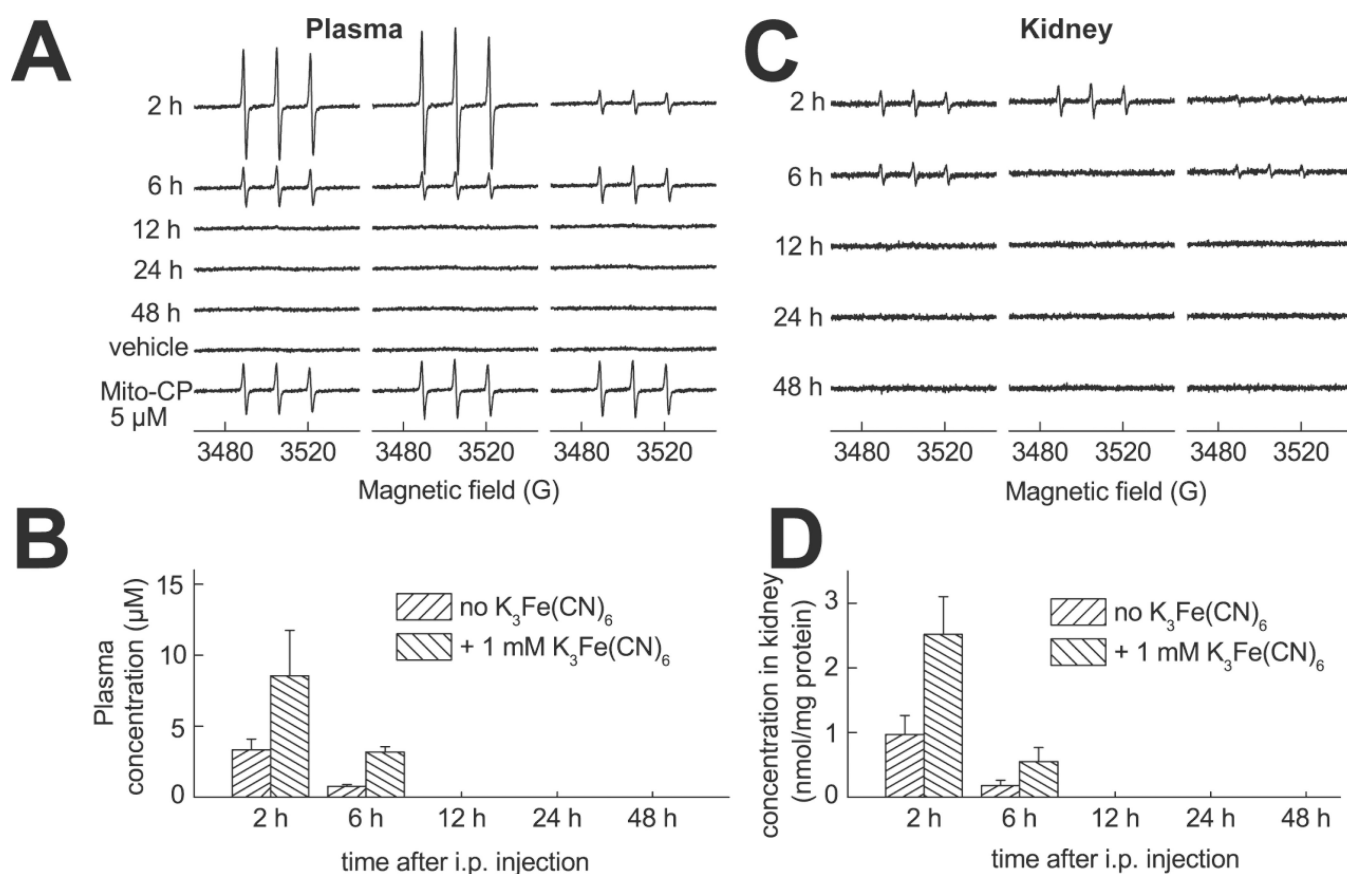 A
Plasma
2 h
6 h
12 h
24 h
48 h
vehicle
Mito-CP
5 µM
3480 3520 3480 3520 3480 3520
Magnetic field (G)
C
Kidney
2 h
6 h
12 h
24 h
48 h
3480 3520 3480 3520 3480 3520
Magnetic field (G)
B
Plasma
concentration (µM)
15
10
5
0
no K₃Fe(CN)₆
+ 1 mM K₃Fe(CN)₆
2 h 6 h 12 h 24 h 48 h
time after i.p. injection
D
concentration in kidney
(nmol/mg protein)
3
2
1
0
no K₃Fe(CN)₆
+ 1 mM K₃Fe(CN)₆
2 h 6 h 12 h 24 h 48 h
time after i.p. injection